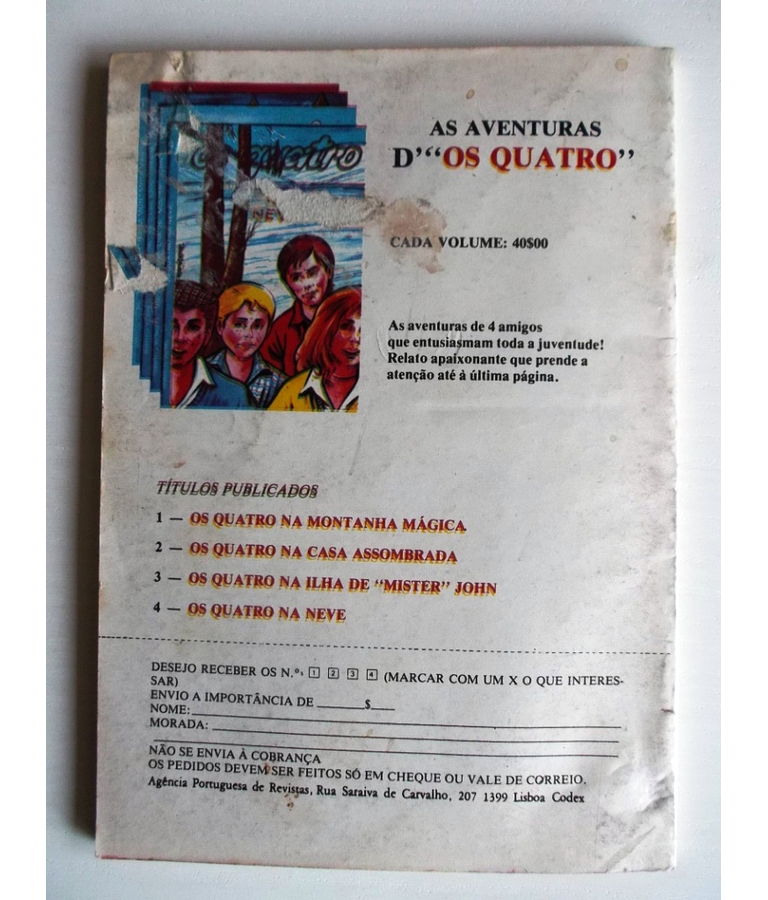 quatro
NE
AS AVENTURAS
D'“OS QUATRO”
CADA VOLUME: 40$00
As aventuras de 4 amigos
que entusiasmam toda a juventude!
Relato apaixonante que prende a
atenção até à última página.
TÍTULOS PUBLICADOS
1 — OS QUATRO NA MONTANHA MÁGICA
2 — OS QUATRO NA CASA ASSOMBRADA
3 — OS QUATRO NA ILHA DE “MISTER” JOHN
4 — OS QUATRO NA NEVE
DESEJO RECEBER OS N.ºs 1 2 3 4 (MARCAR COM UM X O QUE INTERES-
SAR)
ENVIO A IMPORTÂNCIA DE ______$___
NOME:
MORADA:
NÃO SE ENVIA À COBRANÇA
OS PEDIDOS DEVEM SER FEITOS SÓ EM CHEQUE OU VALE DE CORREIO.
Agência Portuguesa de Revistas, Rua Saraiva de Carvalho, 207 1399 Lisboa Codex